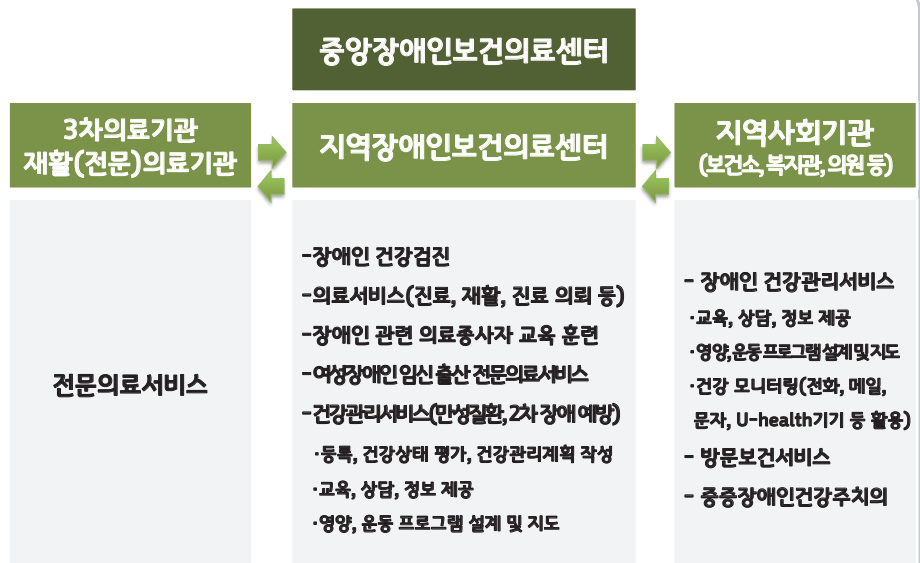 중앙장애인보건의료센터
3차의료기관
재활(전문)의료기관
지역장애인보건의료센터
지역사회기관
(보건소, 복지관, 의원 등)
전문의료서비스
-장애인 건강검진
-의료서비스(진료, 재활, 진료 의뢰 등)
-장애인 관련 의료종사자 교육 훈련
-여성장애인 임신 출산 전문의료서비스
-건강관리서비스(만성질환, 2차 장애 예방)
·등록, 건강상태 평가, 건강관리계획 작성
·교육, 상담, 정보 제공
·영양, 운동 프로그램 설계 및 지도
- 장애인 건강관리서비스
·교육, 상담, 정보 제공
·영양, 운동 프로그램 설계 및 지도
·건강 모니터링(전화, 메일,
문자, U-health기기 등 활용)
- 방문보건서비스
- 중증장애인건강주치의